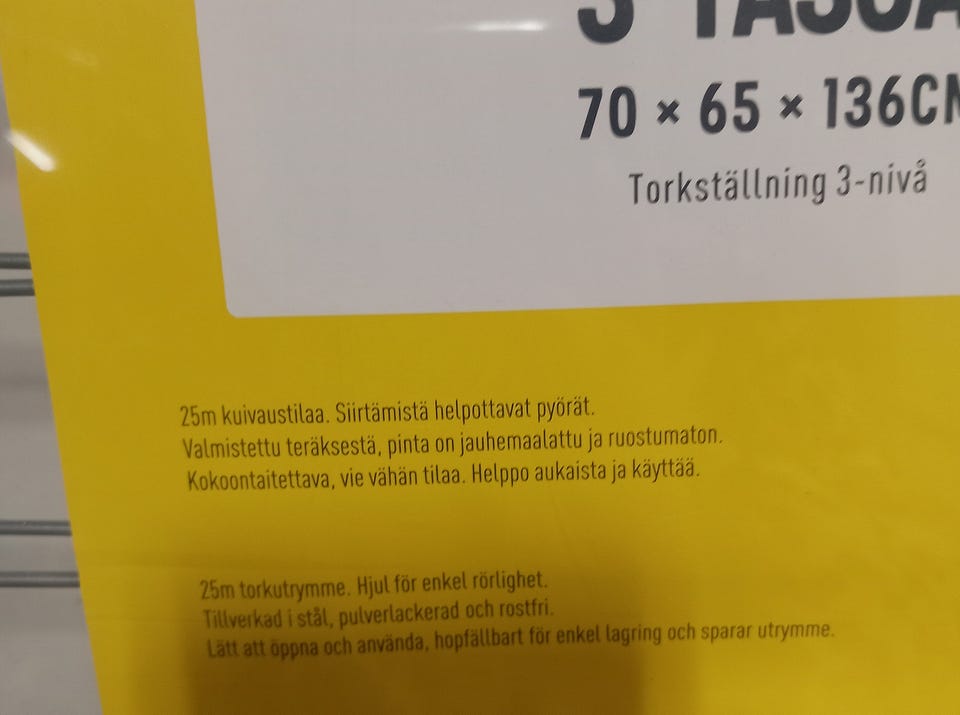 70 × 65 × 136CM
Torkställning 3-nivå
25m kuivaustilaa. Siirtämistä helpottavat pyörät.
Valmistettu teräksestä, pinta on jauhemaalattu ja ruostumaton.
Kokoontaitettava, vie vähän tilaa. Helppo aukaista ja käyttää.
25m torkutrymme. Hjul för enkel rörlighet.
Tillverkad i stål, pulverlackerad och rostfri.
Lätt att öppna och använda, hopfällbart för enkel lagring och sparar utrymme.